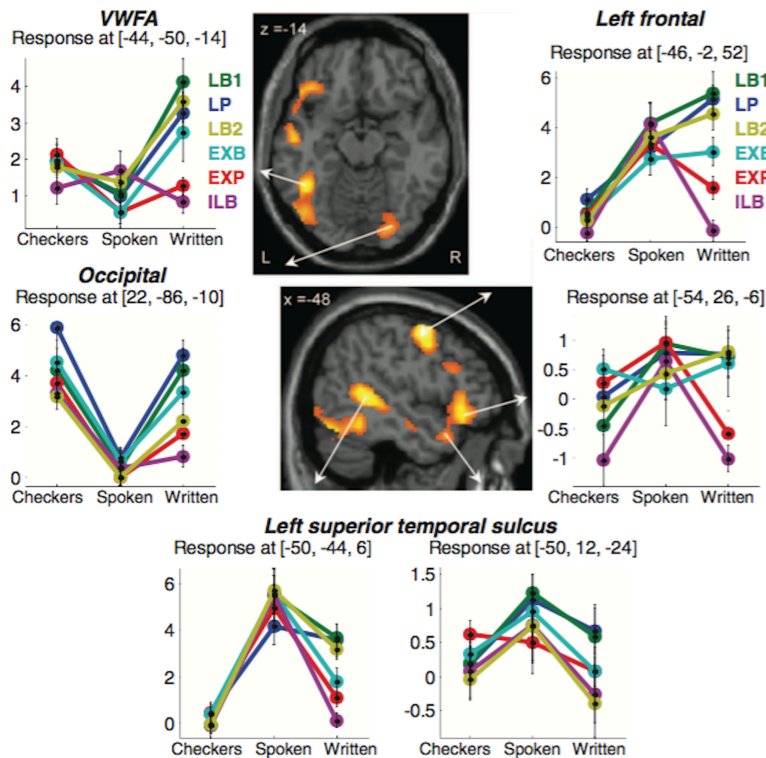 VWFA
Response at [-44, -50, -14]
4
3
2
1
Checkers Spoken Written
LB1
LP
LB2
EXB
EXP
ILB
z =-14
L
R
Left frontal
Response at [-46, -2, 52]
6
4
2
0
Checkers Spoken Written
LB1
LP
LB2
EXB
EXP
ILB
Occipital
Response at [22, -86, -10]
6
4
2
0
Checkers Spoken Written
x =-48
Response at [-54, 26, -6]
1
0.5
0
-0.5
-1
Checkers Spoken Written
Left superior temporal sulcus
Response at [-50, -44, 6]
6
4
2
0
Checkers Spoken Written
Response at [-50, 12, -24]
1.5
1
0.5
0
-0.5
Checkers Spoken Written